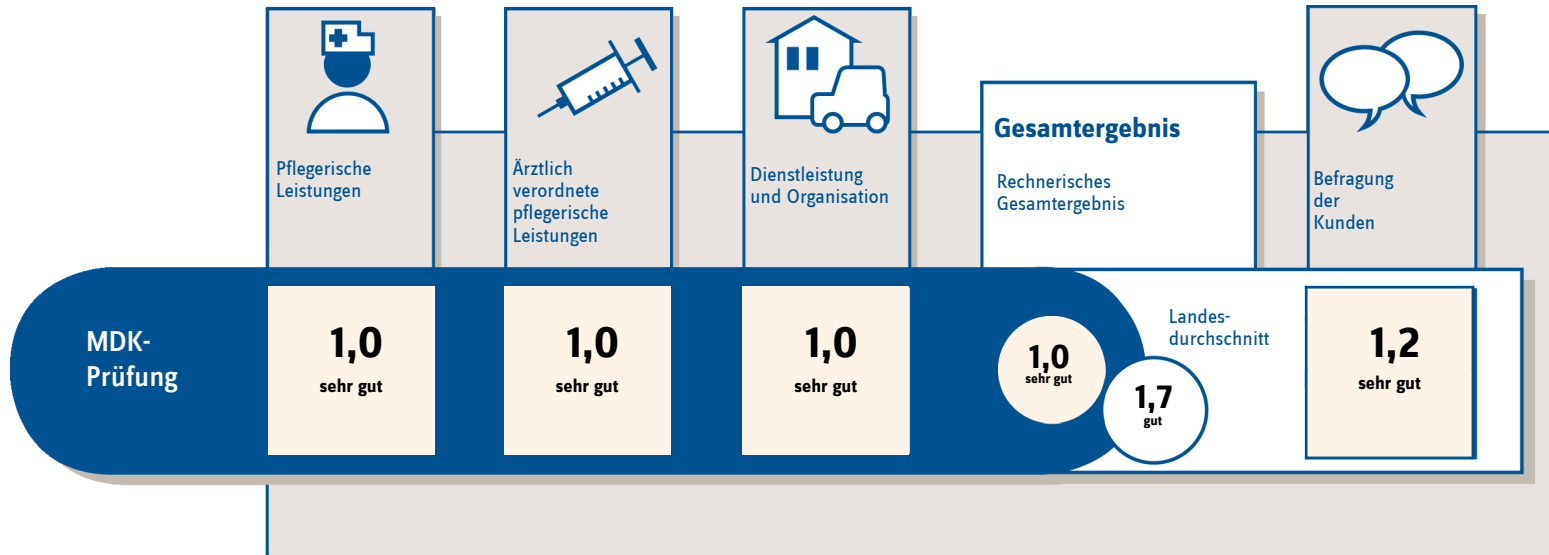 Pflegerische
Leistungen
Ärztlich
verordnete
pflegerische
Leistungen
Dienstleistung
und Organisation
Gesamtergebnis
Rechnerisches
Gesamtergebnis
Befragung
der
Kunden
MDK-
Prüfung
1,0
sehr gut
1,0
sehr gut
1,0
sehr gut
1,0
sehr gut
Landes-
durchschnitt
1,7
gut
1,2
sehr gut